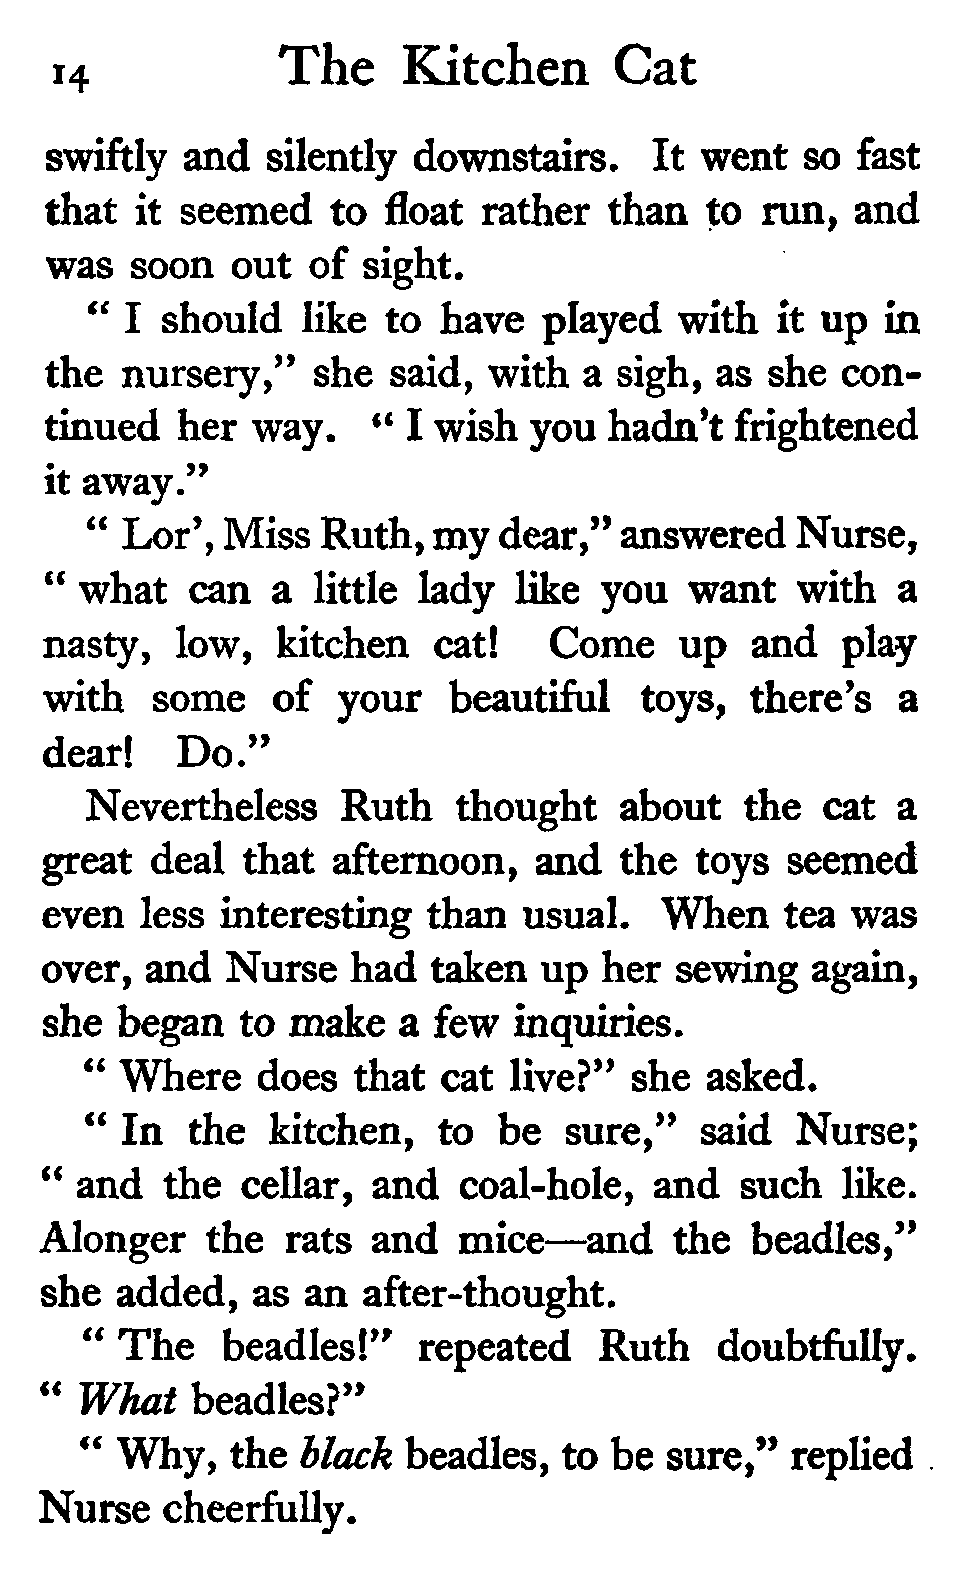 14 The Kitchen Cat
swiftly and silently downstairs. It went so fast
that it seemed to float rather than to run, and
was soon out of sight.
“ I should like to have played with it up in
the nursery,” she said, with a sigh, as she con-
tinued her way. “ I wish you hadn’t frightened
it away.”
“ Lor’, Miss Ruth, my dear,” answered Nurse,
“ what can a little lady like you want with a
nasty, low, kitchen cat! Come up and play
with some of your beautiful toys, there’s a
dear! Do.”
Nevertheless Ruth thought about the cat a
great deal that afternoon, and the toys seemed
even less interesting than usual. When tea was
over, and Nurse had taken up her sewing again,
she began to make a few inquiries.
“ Where does that cat live?” she asked.
“ In the kitchen, to be sure,” said Nurse;
“ and the cellar, and coal-hole, and such like.
Alonger the rats and mice—and the beadles,”
she added, as an after-thought.
“ The beadles!” repeated Ruth doubtfully.
“ What beadles?”
“ Why, the black beadles, to be sure,” replied
Nurse cheerfully.